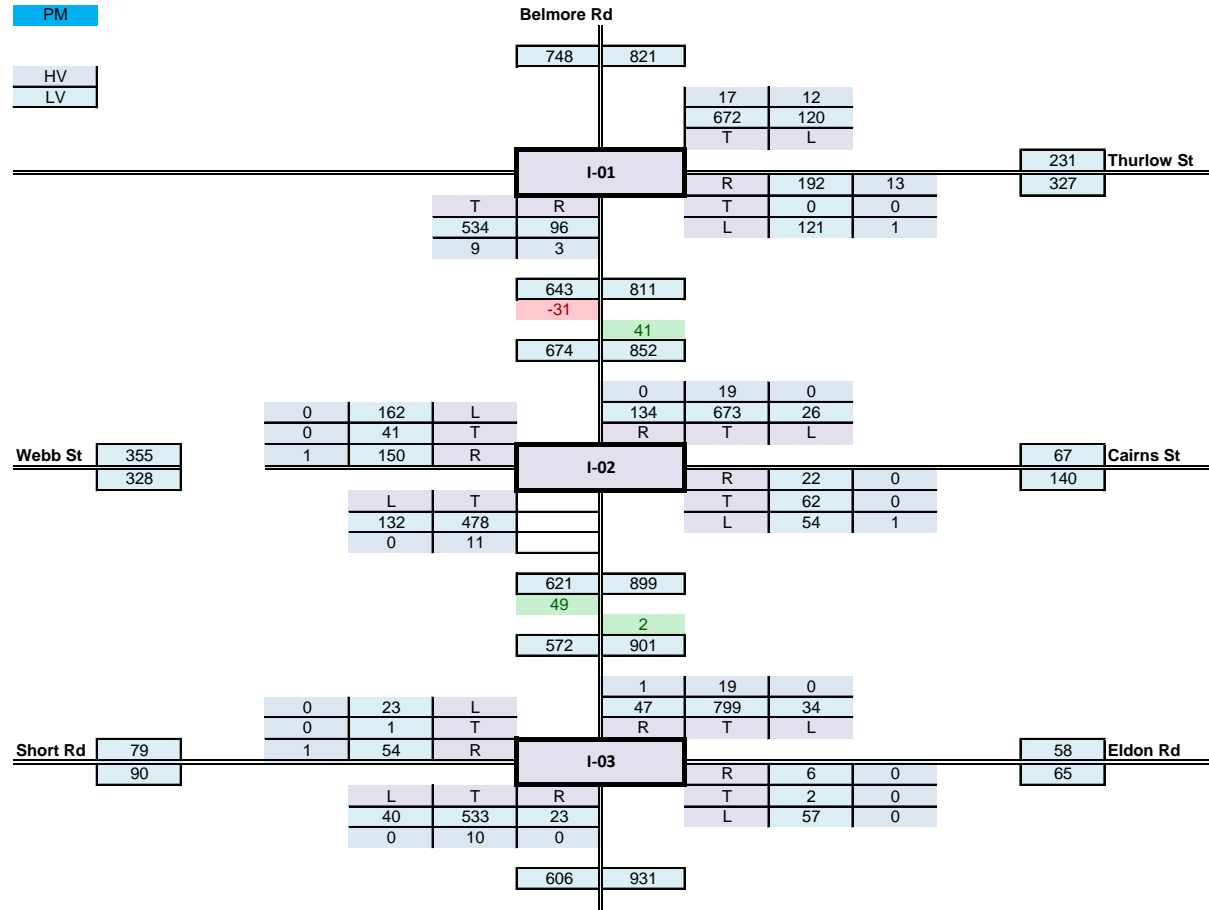 PM
Belmore Rd
748 821
HV
LV
17 12
672 120
T L
I-01
231 Thurlow St
327
R 192 13
T 0 0
L 121 1
T R
534 96
9 3
643 811
-31
41
674 852
0 19 0
134 673 26
R T L
0 162 L
0 41 T
1 150 R
Webb St 355
328
I-02
67 Cairns St
140
R 22 0
T 62 0
L 54 1
L T
132 478
0 11
621 899
49
2
572 901
1 19 0
47 799 34
R T L
0 23 L
0 1 T
1 54 R
Short Rd 79
90
I-03
58 Eldon Rd
65
R 6 0
T 2 0
L 57 0
L T R
40 533 23
0 10 0
606 931